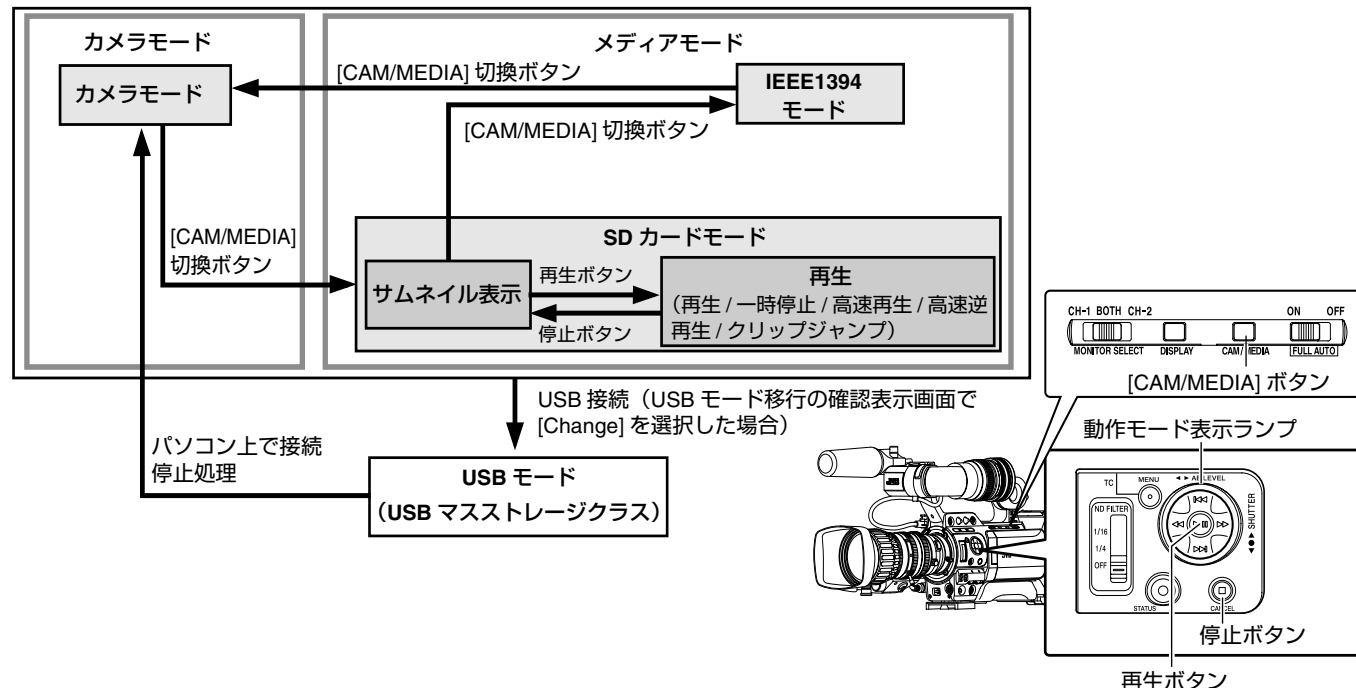 カメラモード
メディアモード
カメラモード
[CAM/MEDIA] 切換ボタン
IEEE1394
モード
[CAM/MEDIA] 切換ボタン
[CAM/MEDIA]
切換ボタン
SD カードモード
サムネイル表示
再生ボタン
停止ボタン
再生
（再生 / 一時停止 / 高速再生 / 高速逆
再生 / クリップジャンプ）
USB 接続（USB モード移行の確認表示画面で
[Change] を選択した場合）
パソコン上で接続
停止処理
USB モード
（USB マスストレージクラス）
CH-1 BOTH CH-2
ON OFF
MONITOR SELECT DISPLAY CAM/MEDIA FULL AUTO
[CAM/MEDIA] ボタン
動作モード表示ランプ
TC
MENU
AE LEVEL
ND FILTER
1/16
1/4
OFF
SHUTTER
STATUS
CANCEL
停止ボタン
再生ボタン